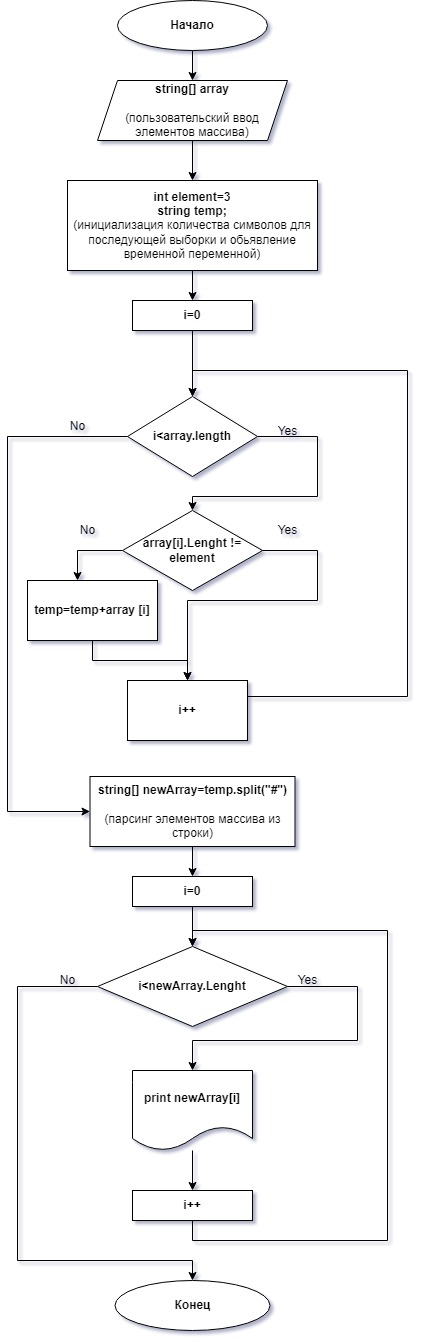 Начало
string[] array
(пользовательский ввод
элементов массива)
int element=3
string temp;
(инициализация количества символов для
последующей выборки и обьявление
временной переменной)
i=0
i<array.length
No
Yes
array[i].Lenght !=
element
No
Yes
temp=temp+array [i]
i++
string[] newArray=temp.split("#")
(парсинг элементов массива из
строки)
i=0
i<newArray.Lenght
No
Yes
print newArray[i]
i++
Конец